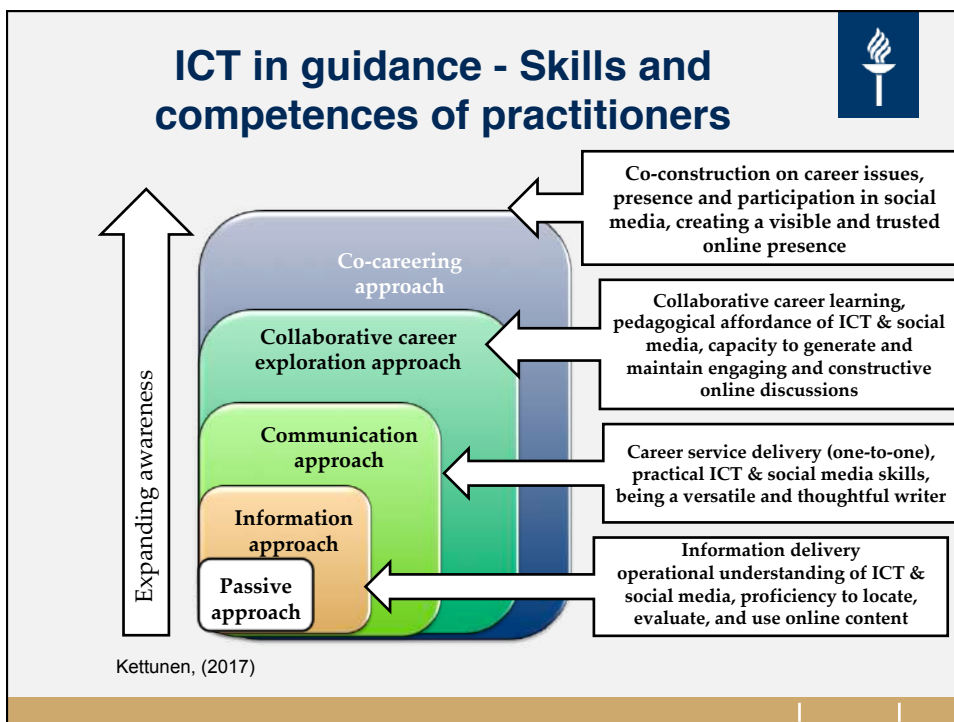 ICT in guidance - Skills and
competences of practitioners
Co-construction on career issues,
presence and participation in social
media, creating a visible and trusted
online presence
Co-careering
approach
Collaborative career learning,
pedagogical affordance of ICT & social
media, capacity to generate and
maintain engaging and constructive
online discussions
Collaborative career
exploration approach
Communication
approach
Career service delivery (one-to-one),
practical ICT & social media skills,
being a versatile and thoughtful writer
Information
approach
Information delivery
operational understanding of ICT &
social media, proficiency to locate,
evaluate, and use online content
Passive
approach
Expanding awareness
Kettunen, (2017)